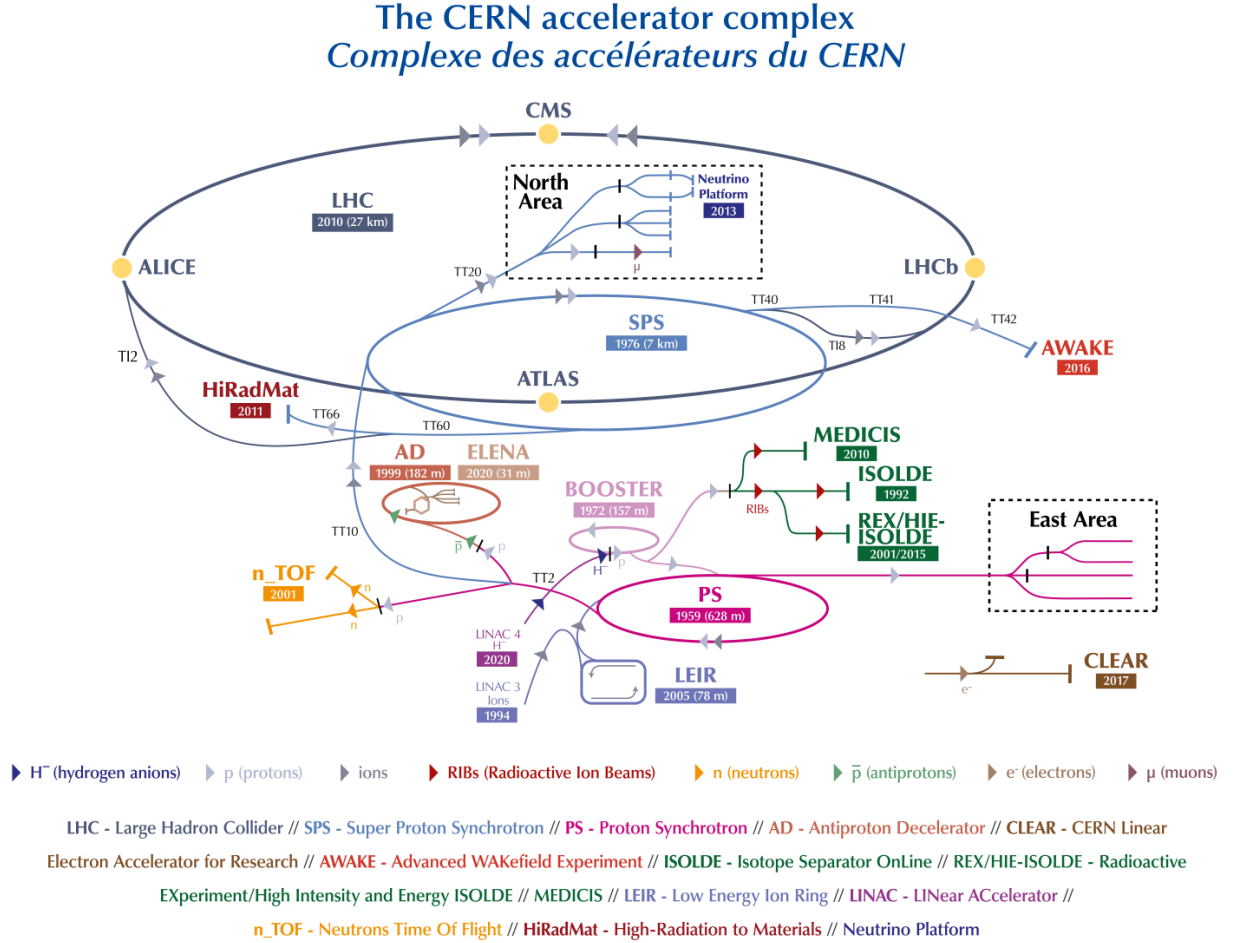 The CERN accelerator complex
Complexe des accélérateurs du CERN
CMS
North
Area
Neutrino
Platform
2013
LHC
2010 (27 km)
μ
ALICE
LHCb
TT20
TT40
TT41
TT42
SPS
1976 (7 km)
TI8
AWAKE
2016
TI2
ATLAS
HiRadMat
2011
TT66
TT60
MEDICIS
2010
AD
1999 (182 m)
ELENA
2020 (31 m)
ISOLDE
1992
BOOSTER
1972 (157 m)
RIBs
REX/HIE-
ISOLDE
2001/2015
East Area
TT10
p̅
p
p
H⁻
n_TOF
2001
n
n
p
TT2
PS
1959 (628 m)
LINAC 4
H⁻
2020
LINAC 3
Ions
1994
LEIR
2005 (78 m)
CLEAR
2017
e⁻
H⁻ (hydrogen anions)
p (protons)
ions
RIBs (Radioactive Ion Beams)
n (neutrons)
p̅ (antiprotons)
e⁻ (electrons)
μ (muons)
LHC - Large Hadron Collider // SPS - Super Proton Synchrotron // PS - Proton Synchrotron // AD - Antiproton Decelerator // CLEAR - CERN Linear
Electron Accelerator for Research // AWAKE - Advanced WAKefield Experiment // ISOLDE - Isotope Separator OnLine // REX/HIE-ISOLDE - Radioactive
EXperiment/High Intensity and Energy ISOLDE // MEDICIS // LEIR - Low Energy Ion Ring // LINAC - LINear ACcelerator //
n_TOF - Neutrons Time Of Flight // HiRadMat - High-Radiation to Materials // Neutrino Platform